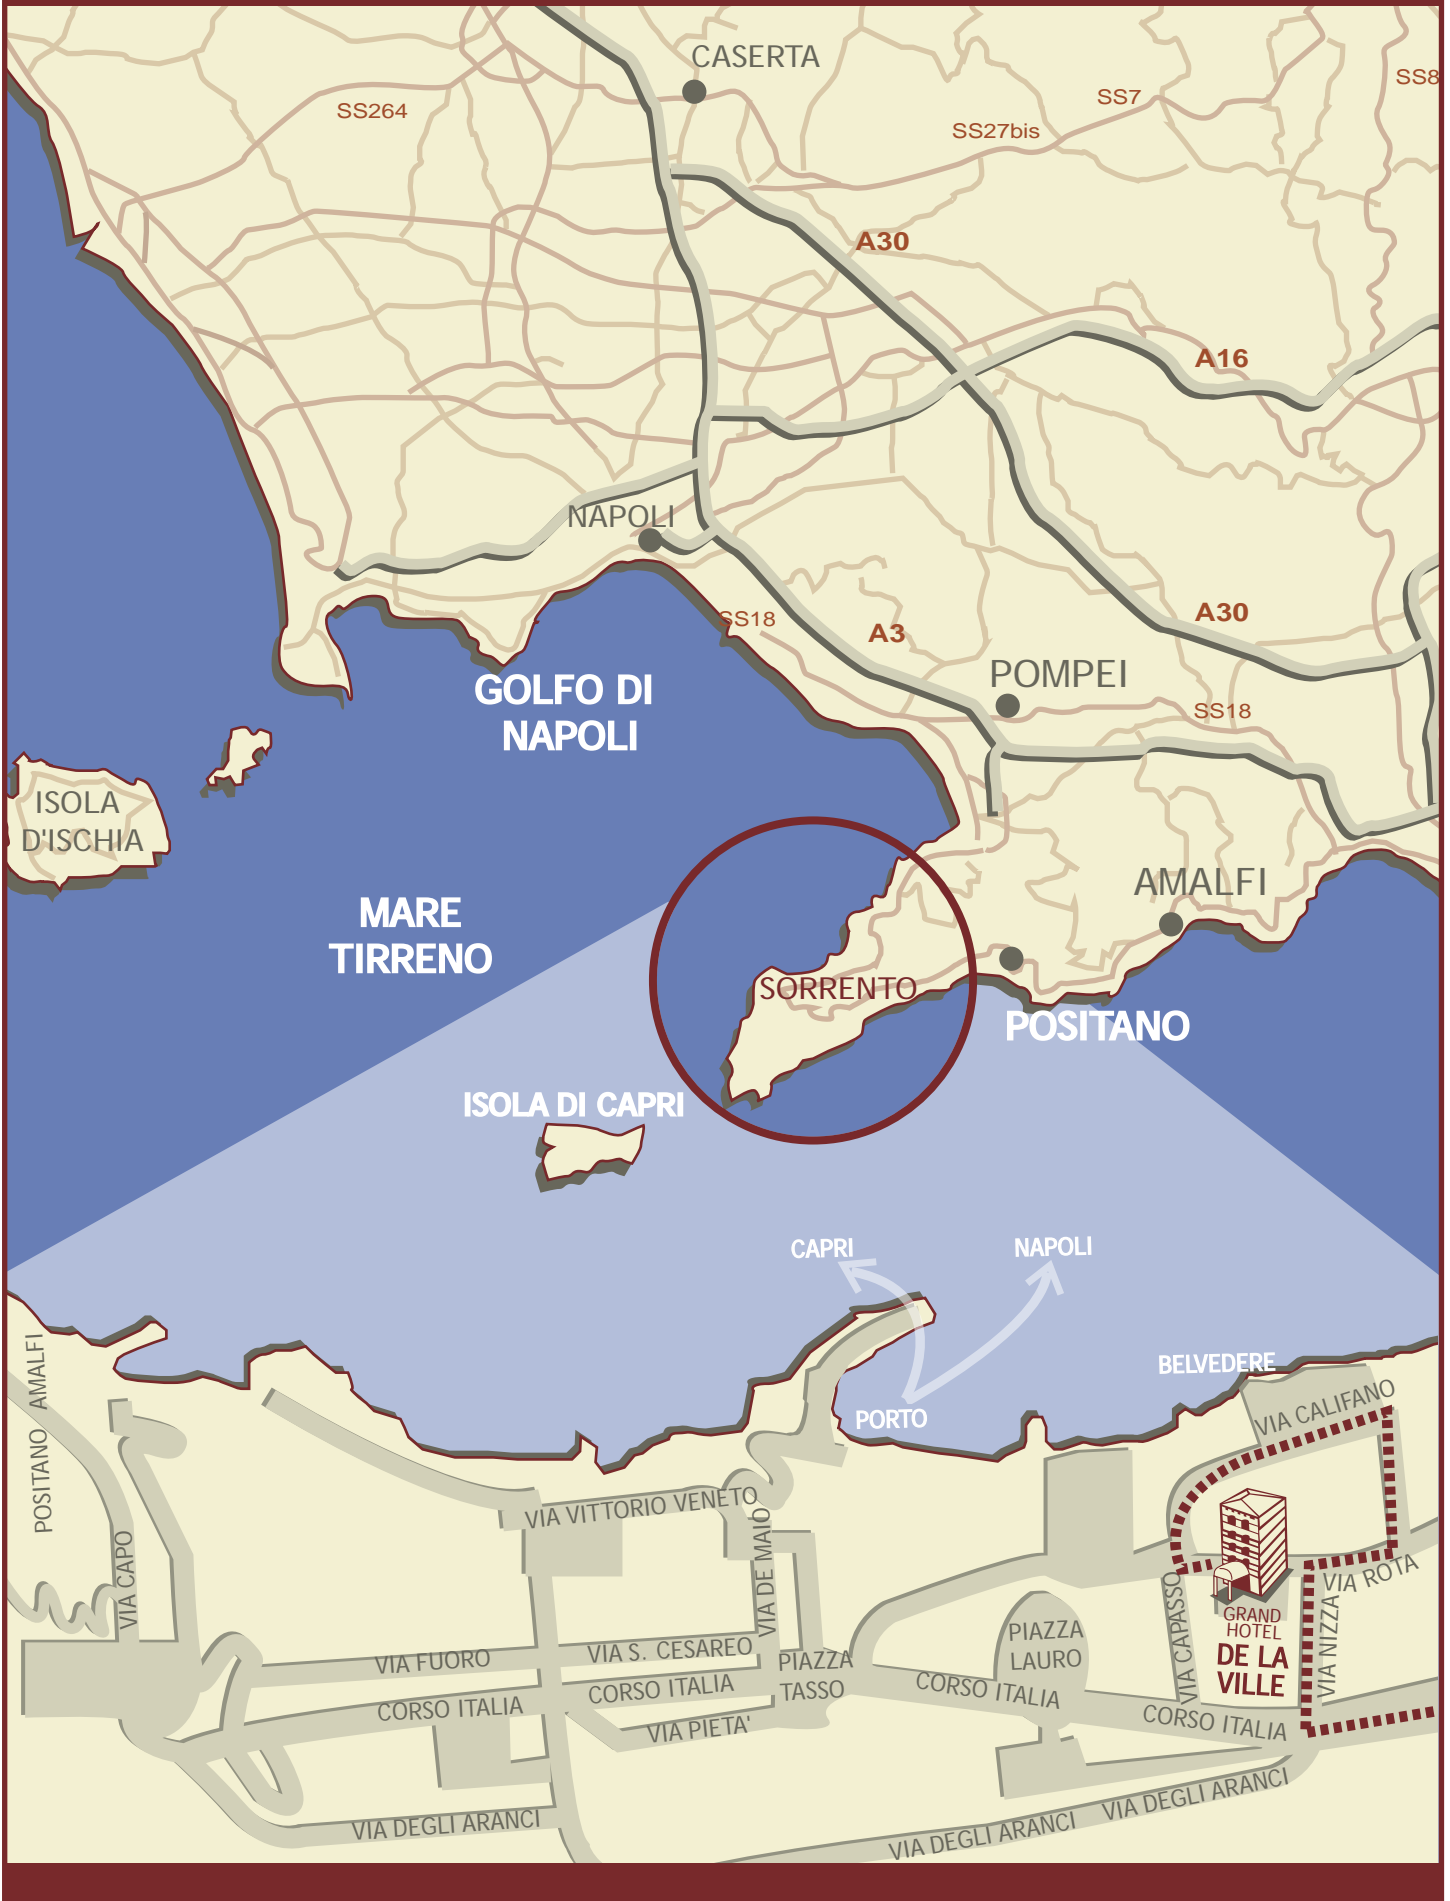 CASERTA
SS264
SS7
SS8
SS27bis
A30
A16
NAPOLI
SS18
A3
A30
POMPEI
SS18
GOLFO DI
NAPOLI
ISOLA
D'ISCHIA
AMALFI
MARE
TIRRENO
SORRENTO
POSITANO
ISOLA DI CAPRI
CAPRI
NAPOLI
BELVEDERE
PORTO
POSITANO AMALFI
VIA CALIFANO
VIA VITTORIO VENETO
VIA CAPO
VIA DE MAIO
VIA ROTA
VIA CAPASSO
VIA NIZZA
GRAND
HOTEL
DE LA
VILLE
PIAZZA
LAURO
VIA FUORO
VIA S. CESAREO
PIAZZA
TASSO
CORSO ITALIA
CORSO ITALIA
CORSO ITALIA
CORSO ITALIA
VIA PIETA'
VIA DEGLI ARANCI
VIA DEGLI ARANCI
VIA DEGLI ARANCI